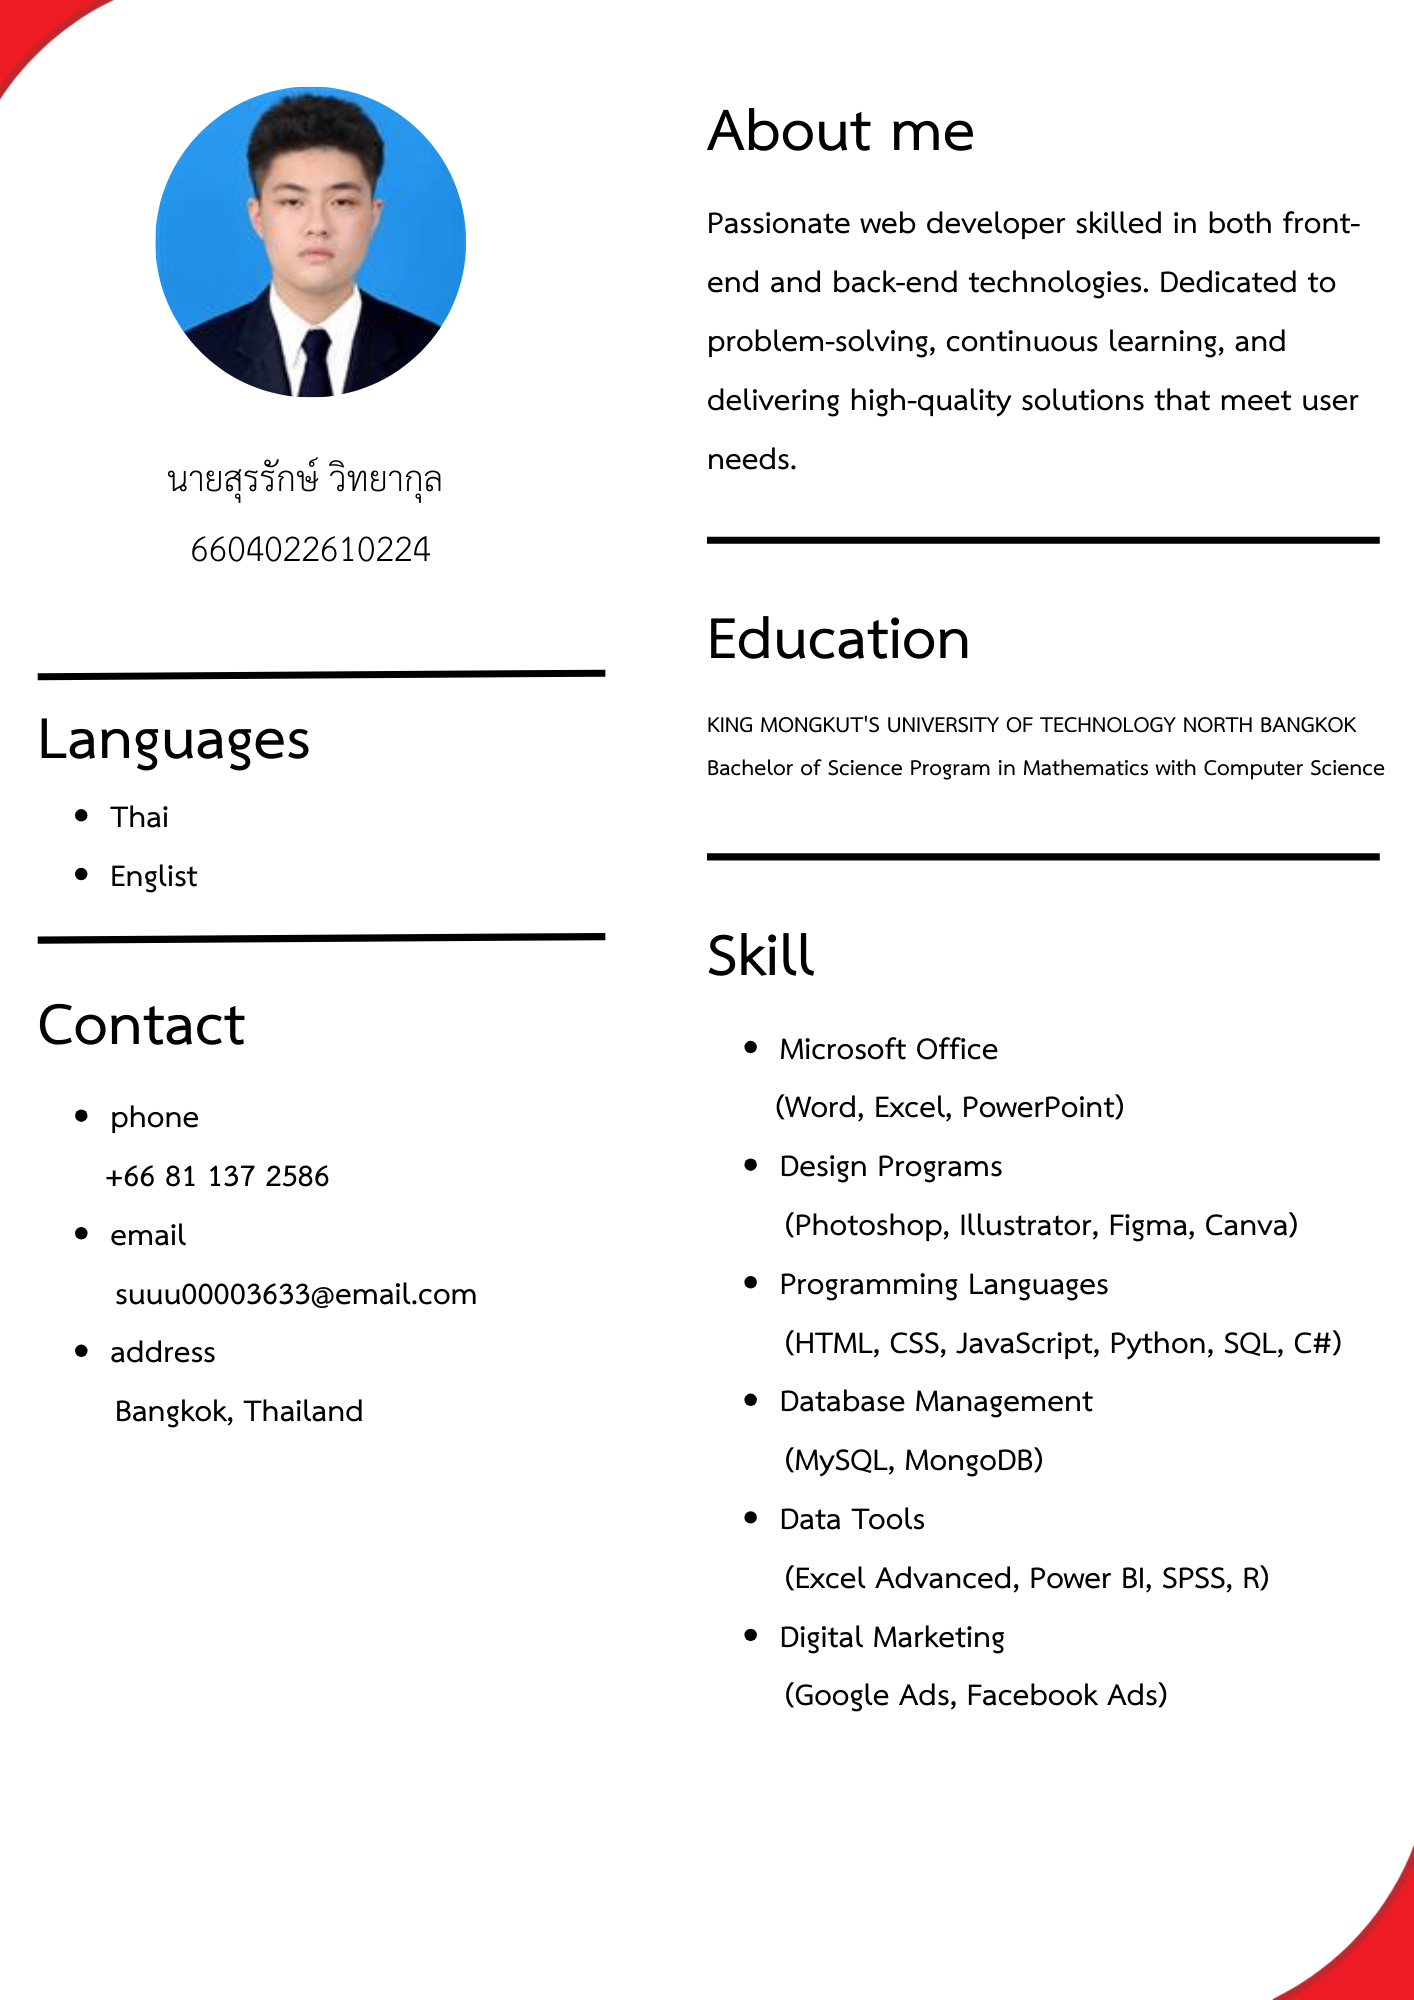 นายสุรรักษ์ วิทยากุล
6604022610224
Languages
• Thai
• Englist
Contact
• phone
+66 81 137 2586
• email
suuu00003633@email.com
• address
Bangkok, Thailand
About me
Passionate web developer skilled in both front-
end and back-end technologies. Dedicated to
problem-solving, continuous learning, and
delivering high-quality solutions that meet user
needs.
Education
KING MONGKUT'S UNIVERSITY OF TECHNOLOGY NORTH BANGKOK
Bachelor of Science Program in Mathematics with Computer Science
Skill
• Microsoft Office
(Word, Excel, PowerPoint)
• Design Programs
(Photoshop, Illustrator, Figma, Canva)
• Programming Languages
(HTML, CSS, JavaScript, Python, SQL, C#)
• Database Management
(MySQL, MongoDB)
• Data Tools
(Excel Advanced, Power BI, SPSS, R)
• Digital Marketing
(Google Ads, Facebook Ads)